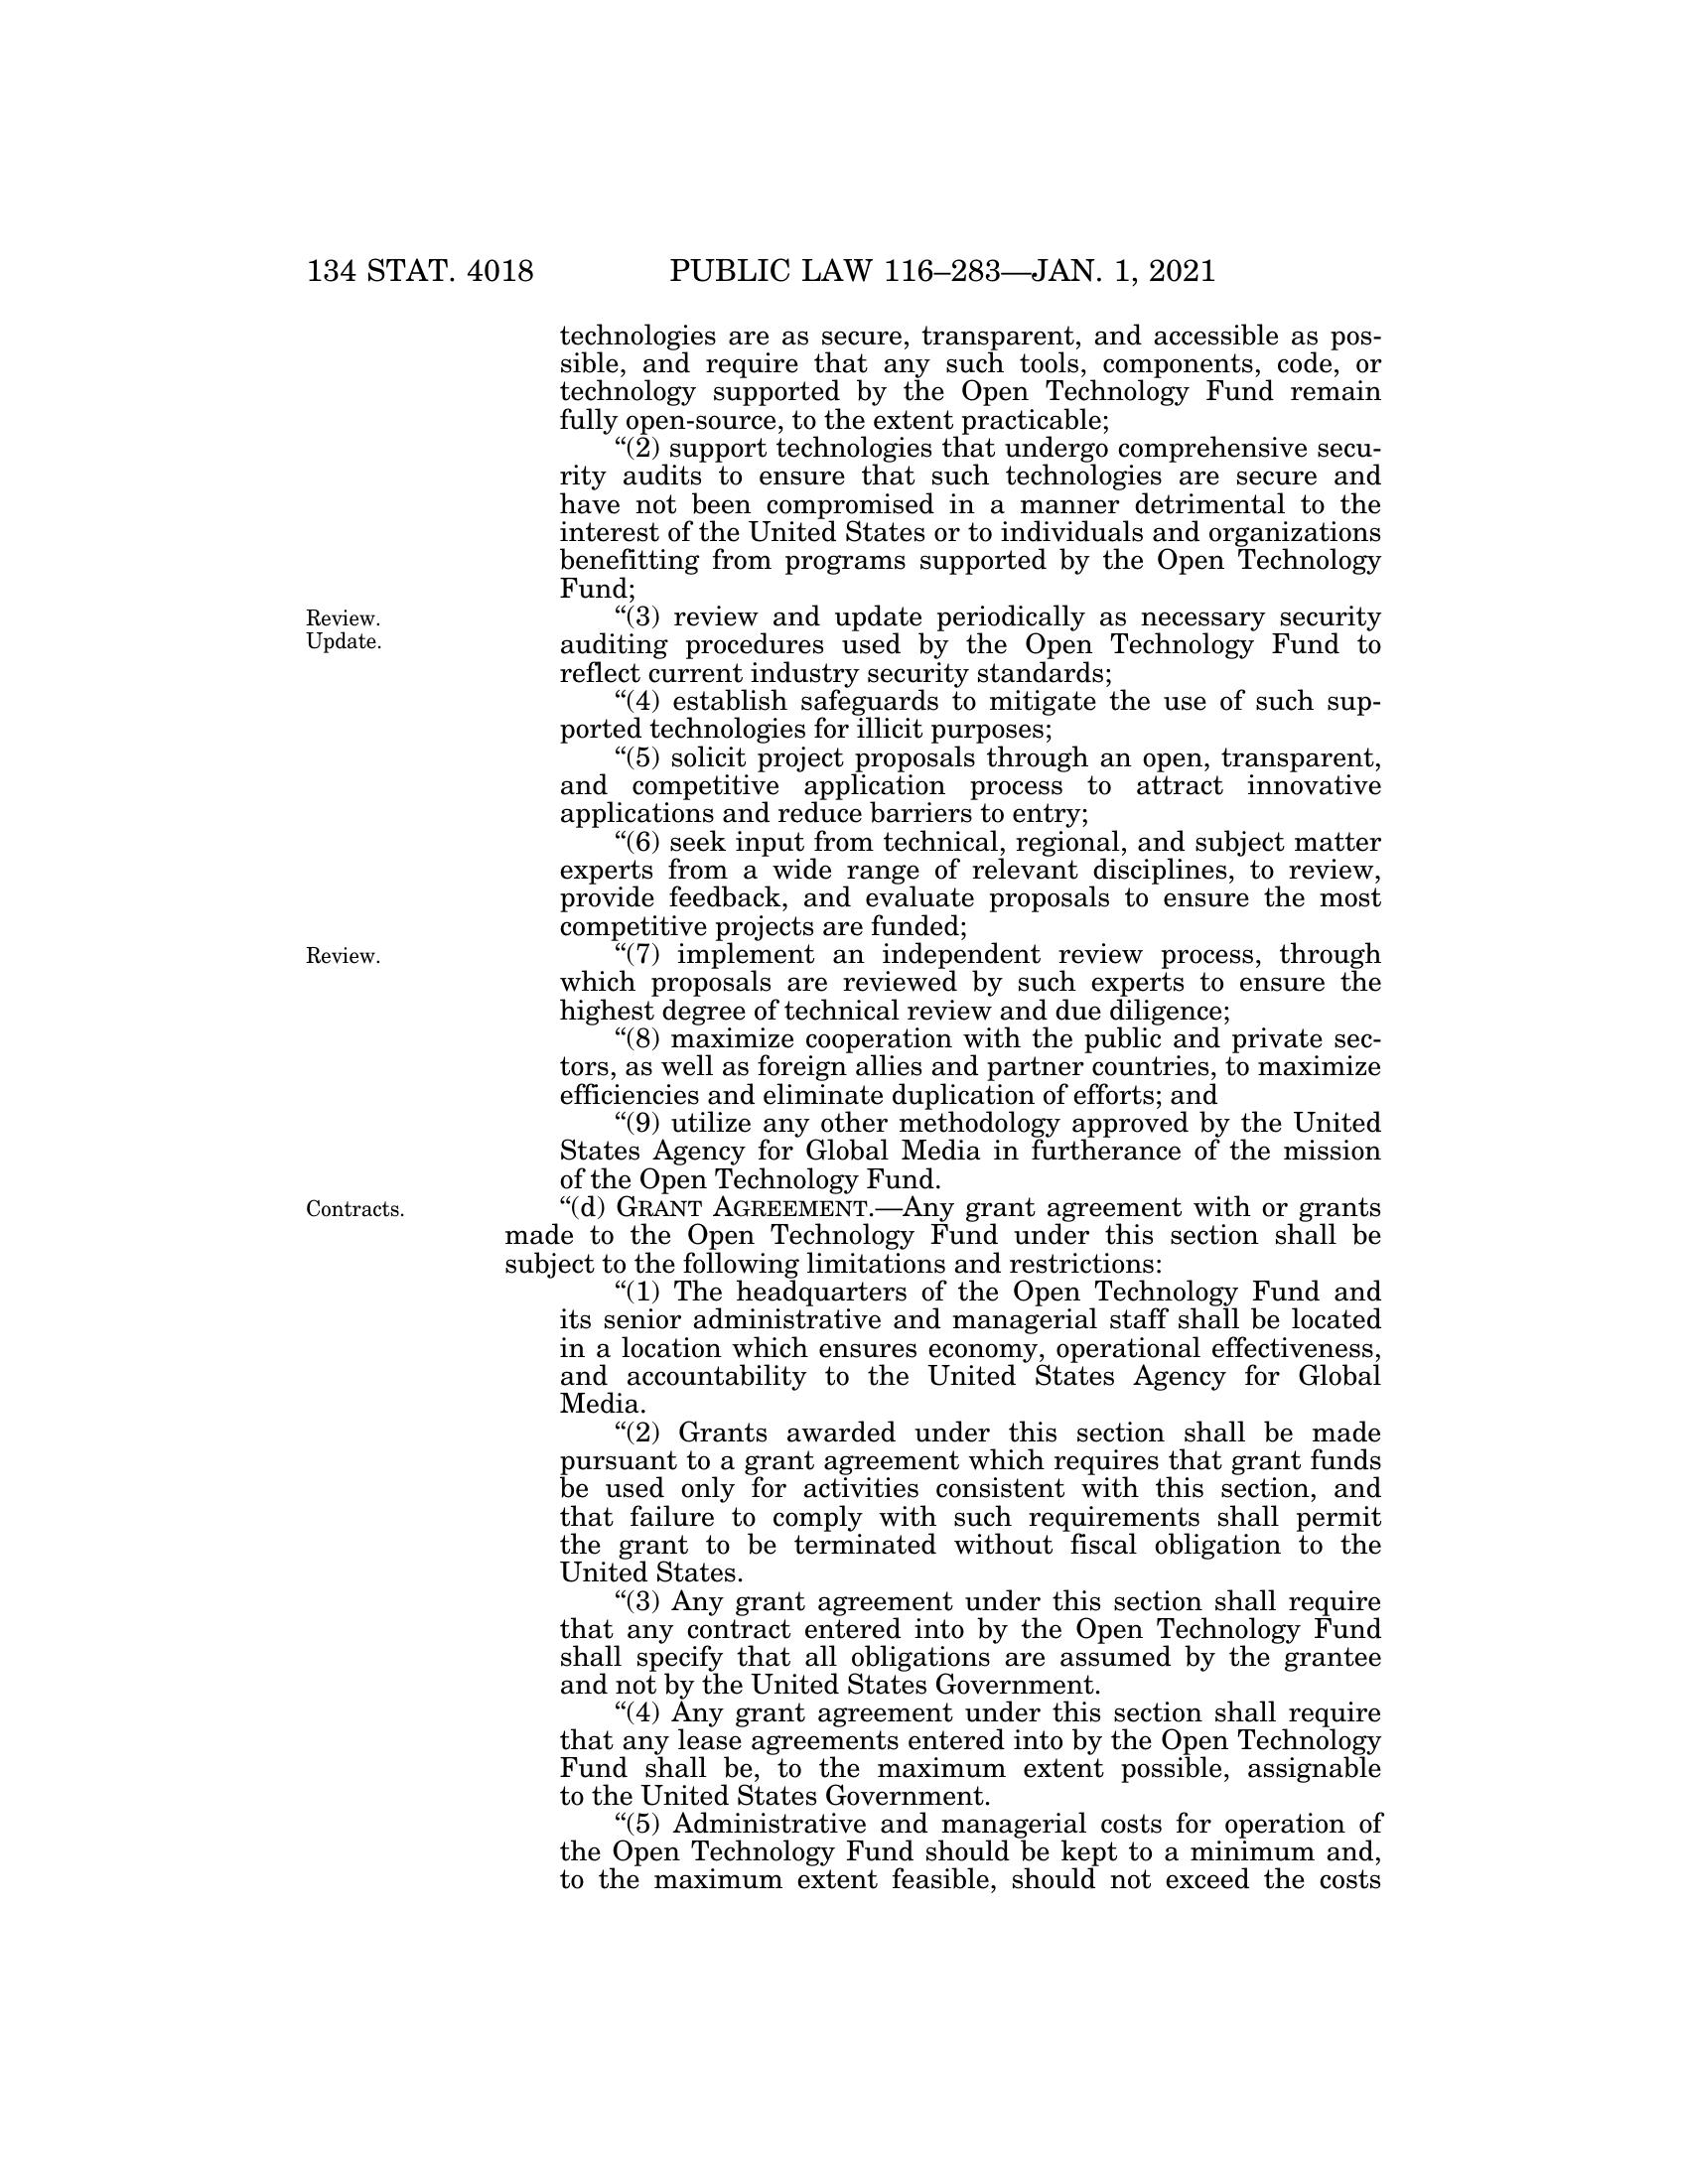 134 STAT. 4018 PUBLIC LAW 116–283—JAN. 1, 2021
technologies are as secure, transparent, and accessible as pos-
sible, and require that any such tools, components, code, or
technology supported by the Open Technology Fund remain
fully open-source, to the extent practicable;
“(2) support technologies that undergo comprehensive secu-
rity audits to ensure that such technologies are secure and
have not been compromised in a manner detrimental to the
interest of the United States or to individuals and organizations
benefitting from programs supported by the Open Technology
Fund;
Review.
Update.
“(3) review and update periodically as necessary security
auditing procedures used by the Open Technology Fund to
reflect current industry security standards;
“(4) establish safeguards to mitigate the use of such sup-
ported technologies for illicit purposes;
“(5) solicit project proposals through an open, transparent,
and competitive application process to attract innovative
applications and reduce barriers to entry;
“(6) seek input from technical, regional, and subject matter
experts from a wide range of relevant disciplines, to review,
provide feedback, and evaluate proposals to ensure the most
competitive projects are funded;
Review.
“(7) implement an independent review process, through
which proposals are reviewed by such experts to ensure the
highest degree of technical review and due diligence;
“(8) maximize cooperation with the public and private sec-
tors, as well as foreign allies and partner countries, to maximize
efficiencies and eliminate duplication of efforts; and
“(9) utilize any other methodology approved by the United
States Agency for Global Media in furtherance of the mission
of the Open Technology Fund.
Contracts.
“(d) GRANT AGREEMENT.—Any grant agreement with or grants
made to the Open Technology Fund under this section shall be
subject to the following limitations and restrictions:
“(1) The headquarters of the Open Technology Fund and
its senior administrative and managerial staff shall be located
in a location which ensures economy, operational effectiveness,
and accountability to the United States Agency for Global
Media.
“(2) Grants awarded under this section shall be made
pursuant to a grant agreement which requires that grant funds
be used only for activities consistent with this section, and
that failure to comply with such requirements shall permit
the grant to be terminated without fiscal obligation to the
United States.
“(3) Any grant agreement under this section shall require
that any contract entered into by the Open Technology Fund
shall specify that all obligations are assumed by the grantee
and not by the United States Government.
“(4) Any grant agreement under this section shall require
that any lease agreements entered into by the Open Technology
Fund shall be, to the maximum extent possible, assignable
to the United States Government.
“(5) Administrative and managerial costs for operation of
the Open Technology Fund should be kept to a minimum and,
to the maximum extent feasible, should not exceed the costs